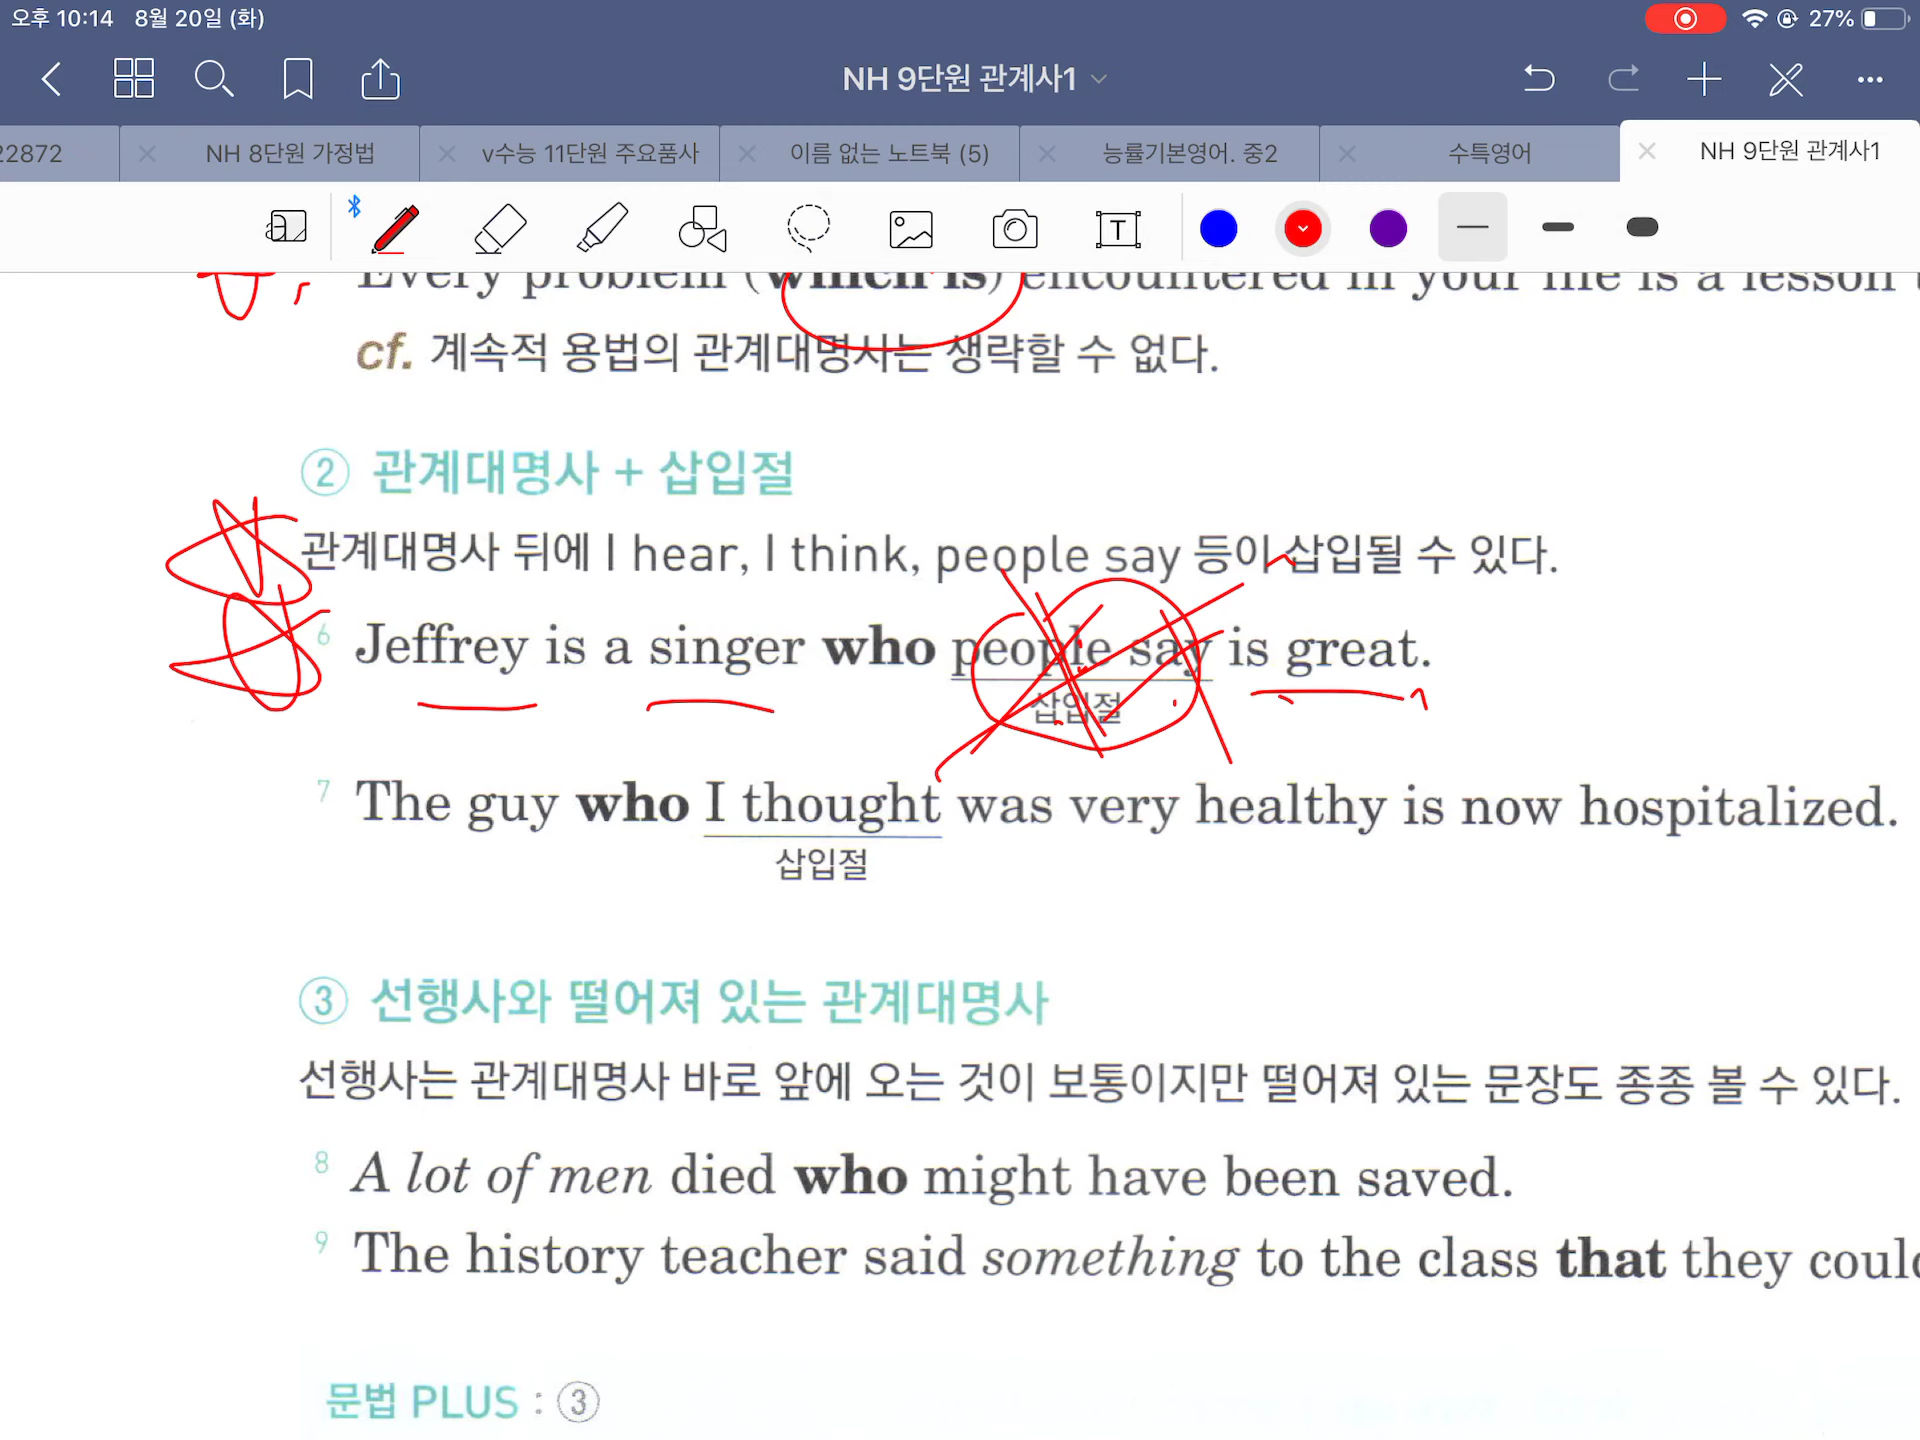 오후 10:14 8월 20일 (화) 27%
NH 9단원 관계사1
22872 NH 8단원 가정법 v수능 11단원 주요품사 이름 없는 노트북 (5) 능률기본영어. 중2 수특영어 NH 9단원 관계사1
Every problem (which is) encountered in your life is a lesson
cf. 계속적 용법의 관계대명사는 생략할 수 없다.
② 관계대명사 + 삽입절
관계대명사 뒤에 I hear, I think, people say 등이 삽입될 수 있다.
6 Jeffrey is a singer who people say is great.
삽입절
7 The guy who I thought was very healthy is now hospitalized.
삽입절
③ 선행사와 떨어져 있는 관계대명사
선행사는 관계대명사 바로 앞에 오는 것이 보통이지만 떨어져 있는 문장도 종종 볼 수 있다.
8 A lot of men died who might have been saved.
9 The history teacher said something to the class that they
문법 PLUS : ③